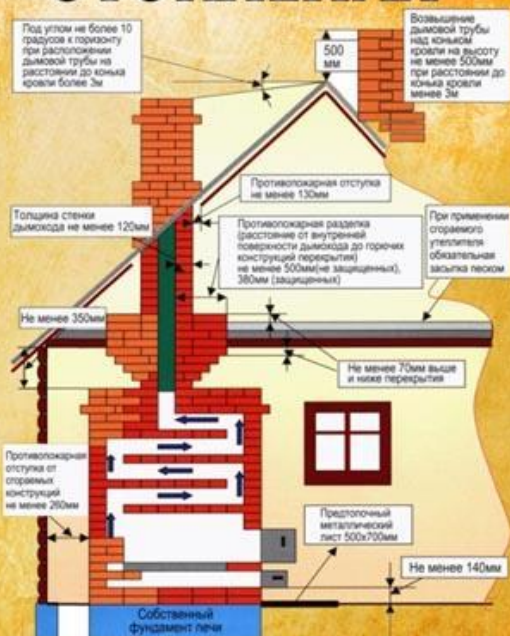 Под углом не более 10
градусов к горизонту
при расположении
дымовой трубы на
расстоянии до конька
кровли более 3м
500
мм
Возвышение
дымовой трубы
над коньком
кровли на высоту
не менее 500мм
при расстоянии до
конька кровли
менее 3м
Противопожарная отступка
не менее 130мм
Толщина стенки
дымохода не менее 120мм
Противопожарная разделка
(расстояние от внутренней
поверхности дымохода до горючих
конструкций перекрытия)
не менее 500мм(не защищенных),
380мм (защищенных)
При применении
сгораемого
утеплителя
обязательная
засыпка песком
Не менее 350мм
Не менее 70мм выше
и ниже перекрытия
Противопожарная
отступка от
сгораемых
конструкций
не менее 260мм
Предтопочный
металлический
лист 500х700мм
Не менее 140мм
Собственный
фундамент печи